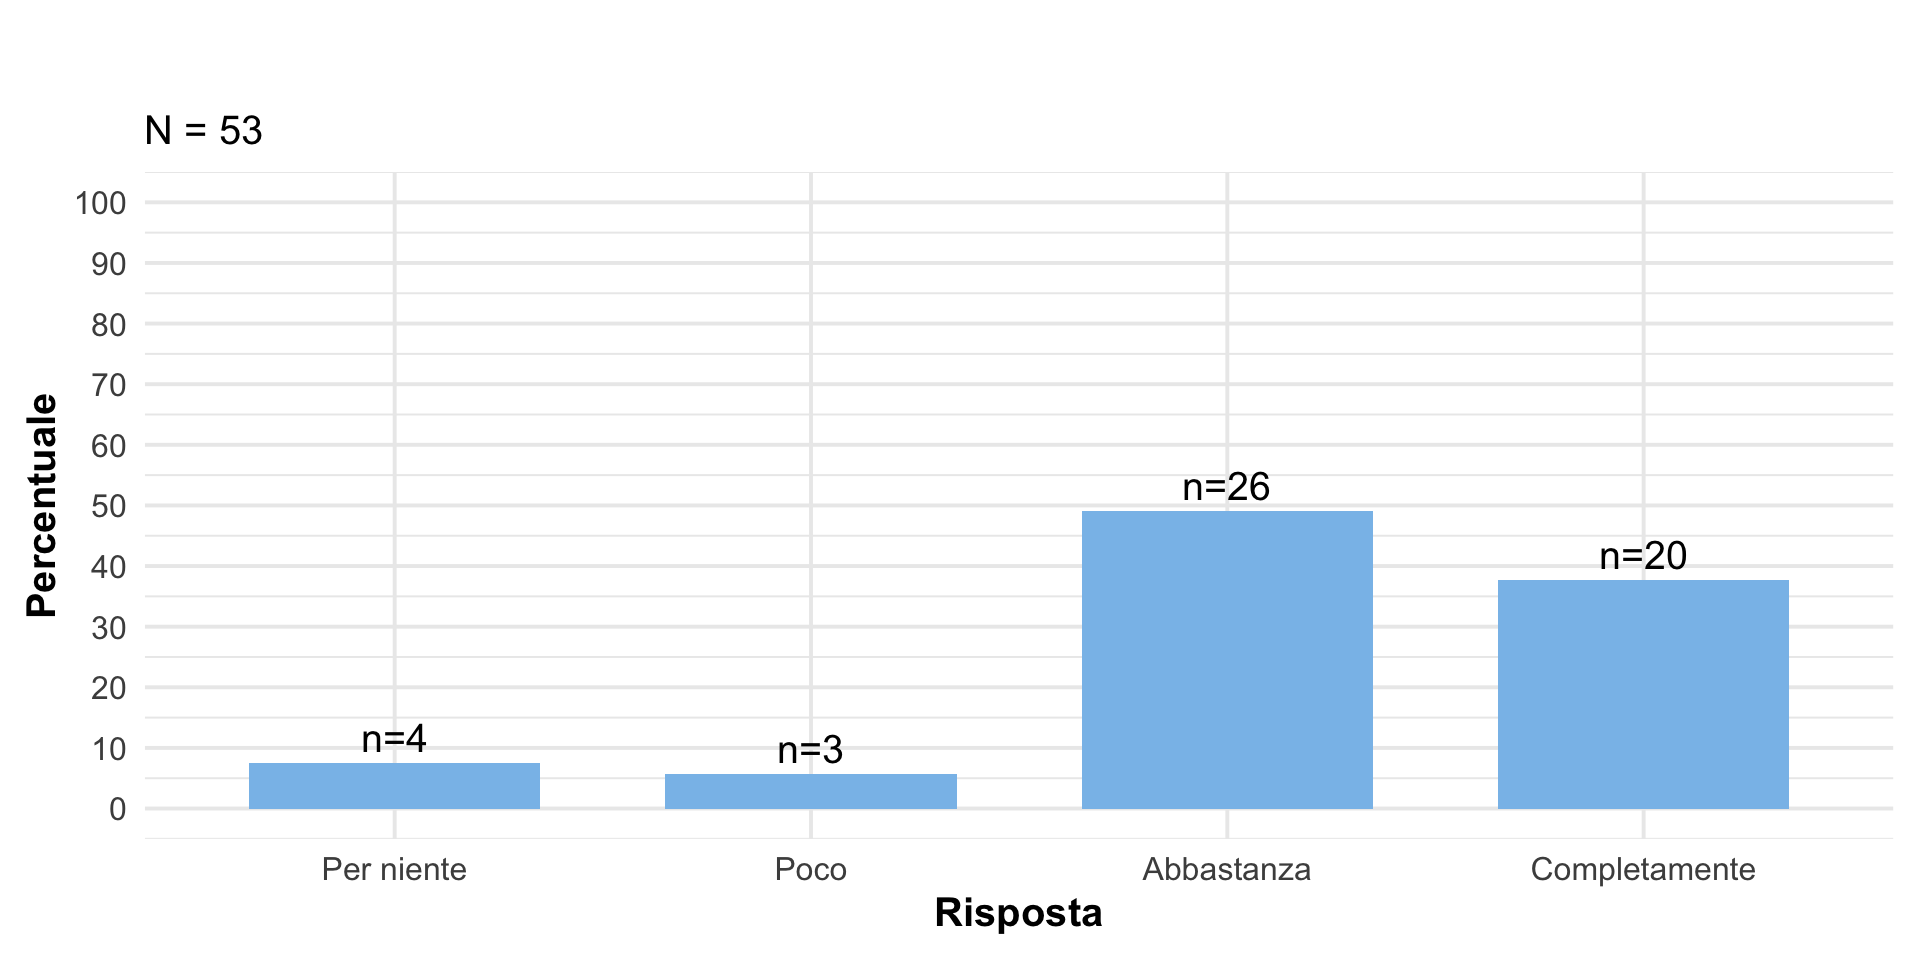 N = 53
100
90
80
70
60
50
40
30
20
10
0
Percentuale
n=4
n=3
n=26
n=20
Per niente
Poco
Abbastanza
Completamente
Risposta